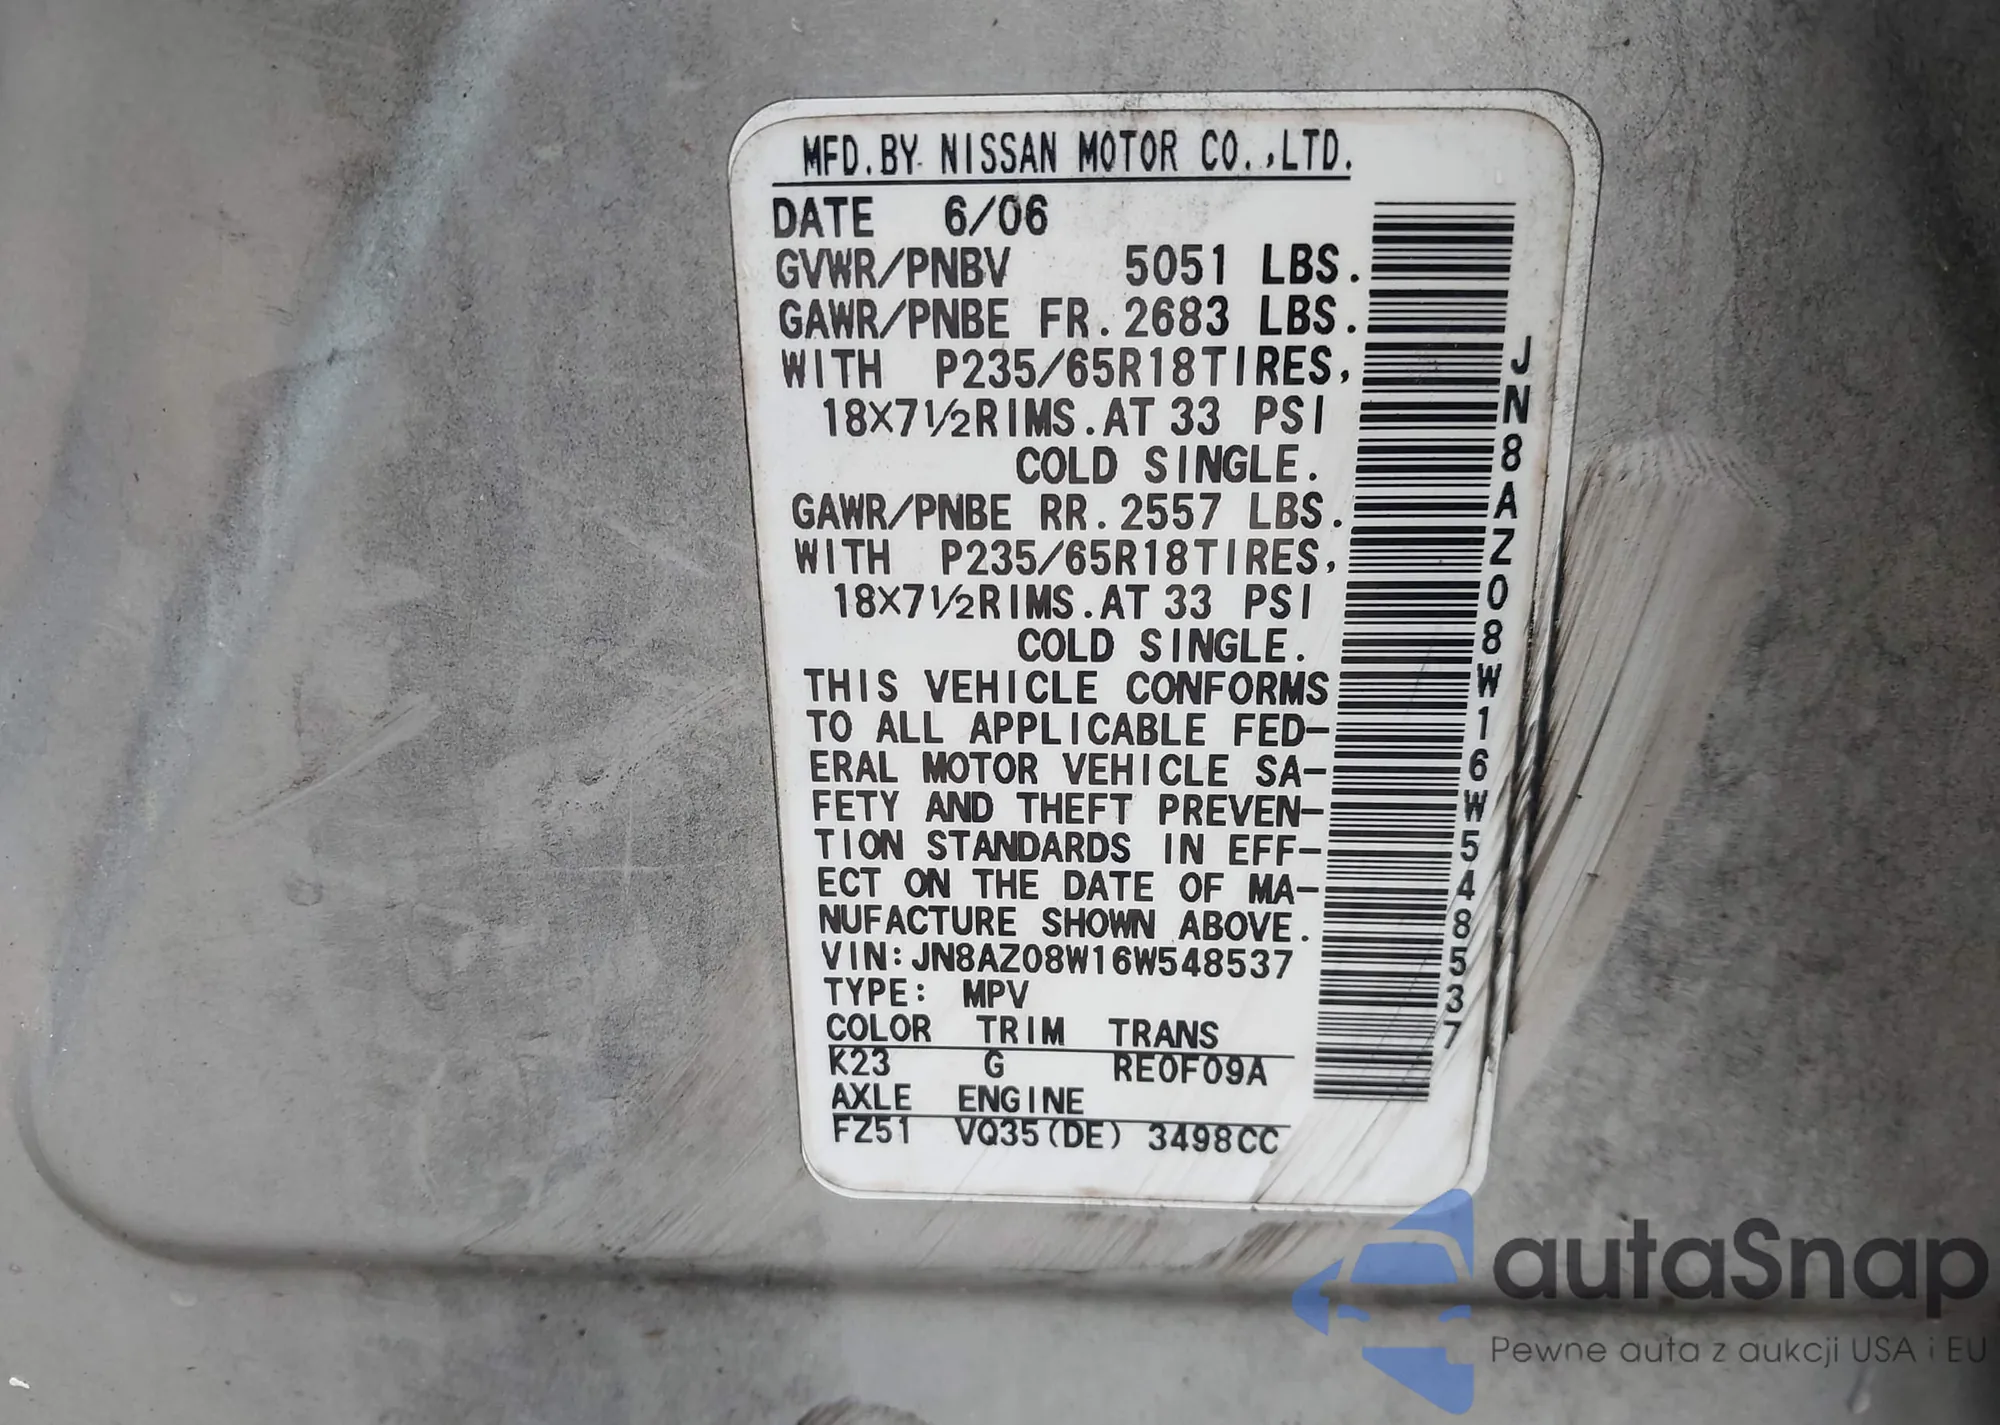 MFD.BY NISSAN MOTOR CO.,LTD.
DATE 6/06
GVWR/PNBV 5051 LBS.
GAWR/PNBE FR.2683 LBS.
WITH P235/65R18TIRES,
18×7½RIMS.AT 33 PSI
COLD SINGLE.
GAWR/PNBE RR.2557 LBS.
WITH P235/65R18TIRES,
18×7½RIMS.AT 33 PSI
COLD SINGLE.
THIS VEHICLE CONFORMS
TO ALL APPLICABLE FED-
ERAL MOTOR VEHICLE SA-
FETY AND THEFT PREVEN-
TION STANDARDS IN EFF-
ECT ON THE DATE OF MA-
NUFACTURE SHOWN ABOVE.
VIN:JN8AZ08W16W548537
TYPE: MPV
COLOR TRIM TRANS
K23 G RE0F09A
AXLE ENGINE
FZ51 VQ35(DE) 3498CC
JN8AZ08W16W548537
autaSnap
Pewne auta z aukcji USA i EU